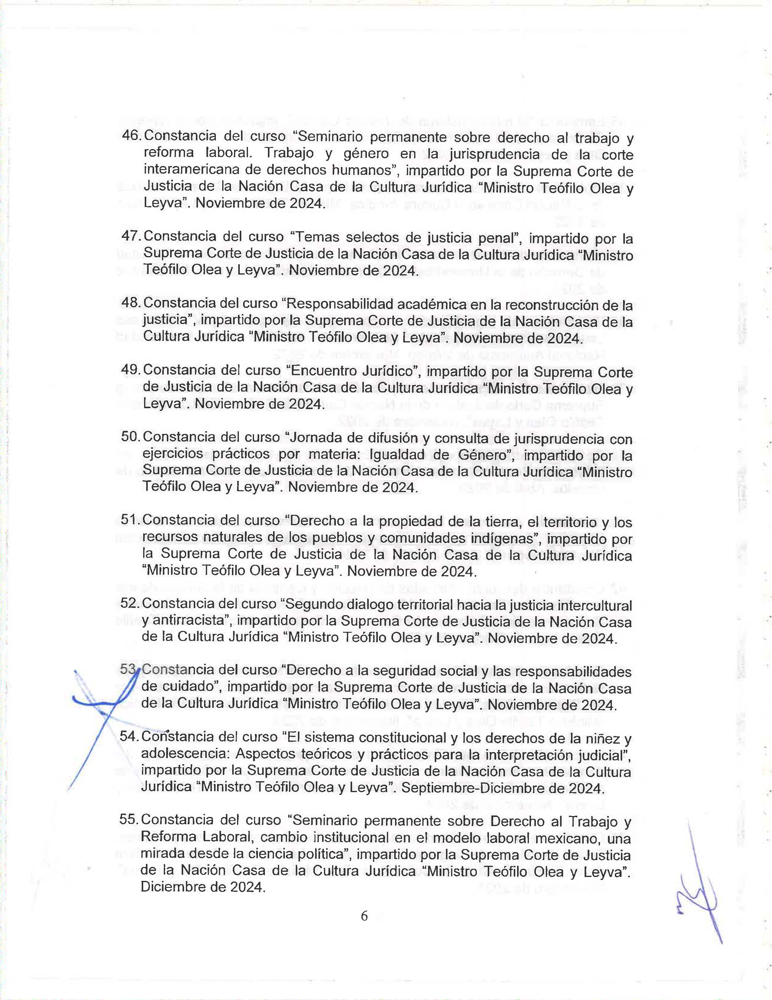 46. Constancia del curso “Seminario permanente sobre derecho al trabajo y
reforma laboral. Trabajo y género en la jurisprudencia de la corte
interamericana de derechos humanos”, impartido por la Suprema Corte de
Justicia de la Nación Casa de la Cultura Jurídica “Ministro Teófilo Olea y
Leyva”. Noviembre de 2024.
47. Constancia del curso “Temas selectos de justicia penal”, impartido por la
Suprema Corte de Justicia de la Nación Casa de la Cultura Jurídica “Ministro
Teófilo Olea y Leyva”. Noviembre de 2024.
48. Constancia del curso “Responsabilidad académica en la reconstrucción de la
justicia”, impartido por la Suprema Corte de Justicia de la Nación Casa de la
Cultura Jurídica “Ministro Teófilo Olea y Leyva”. Noviembre de 2024.
49. Constancia del curso “Encuentro Jurídico”, impartido por la Suprema Corte
de Justicia de la Nación Casa de la Cultura Jurídica “Ministro Teófilo Olea y
Leyva”. Noviembre de 2024.
50. Constancia del curso “Jornada de difusión y consulta de jurisprudencia con
ejercicios prácticos por materia: Igualdad de Género”, impartido por la
Suprema Corte de Justicia de la Nación Casa de la Cultura Jurídica “Ministro
Teófilo Olea y Leyva”. Noviembre de 2024.
51. Constancia del curso “Derecho a la propiedad de la tierra, el territorio y los
recursos naturales de los pueblos y comunidades indígenas”, impartido por
la Suprema Corte de Justicia de la Nación Casa de la Cultura Jurídica
“Ministro Teófilo Olea y Leyva”. Noviembre de 2024.
52. Constancia del curso “Segundo dialogo territorial hacia la justicia intercultural
y antirracista”, impartido por la Suprema Corte de Justicia de la Nación Casa
de la Cultura Jurídica “Ministro Teófilo Olea y Leyva”. Noviembre de 2024.
53. Constancia del curso “Derecho a la seguridad social y las responsabilidades
de cuidado”, impartido por la Suprema Corte de Justicia de la Nación Casa
de la Cultura Jurídica “Ministro Teófilo Olea y Leyva”. Noviembre de 2024.
54. Constancia del curso “El sistema constitucional y los derechos de la niñez y
adolescencia: Aspectos teóricos y prácticos para la interpretación judicial”,
impartido por la Suprema Corte de Justicia de la Nación Casa de la Cultura
Jurídica “Ministro Teófilo Olea y Leyva”. Septiembre-Diciembre de 2024.
55. Constancia del curso “Seminario permanente sobre Derecho al Trabajo y
Reforma Laboral, cambio institucional en el modelo laboral mexicano, una
mirada desde la ciencia política”, impartido por la Suprema Corte de Justicia
de la Nación Casa de la Cultura Jurídica “Ministro Teófilo Olea y Leyva”.
Diciembre de 2024.
6